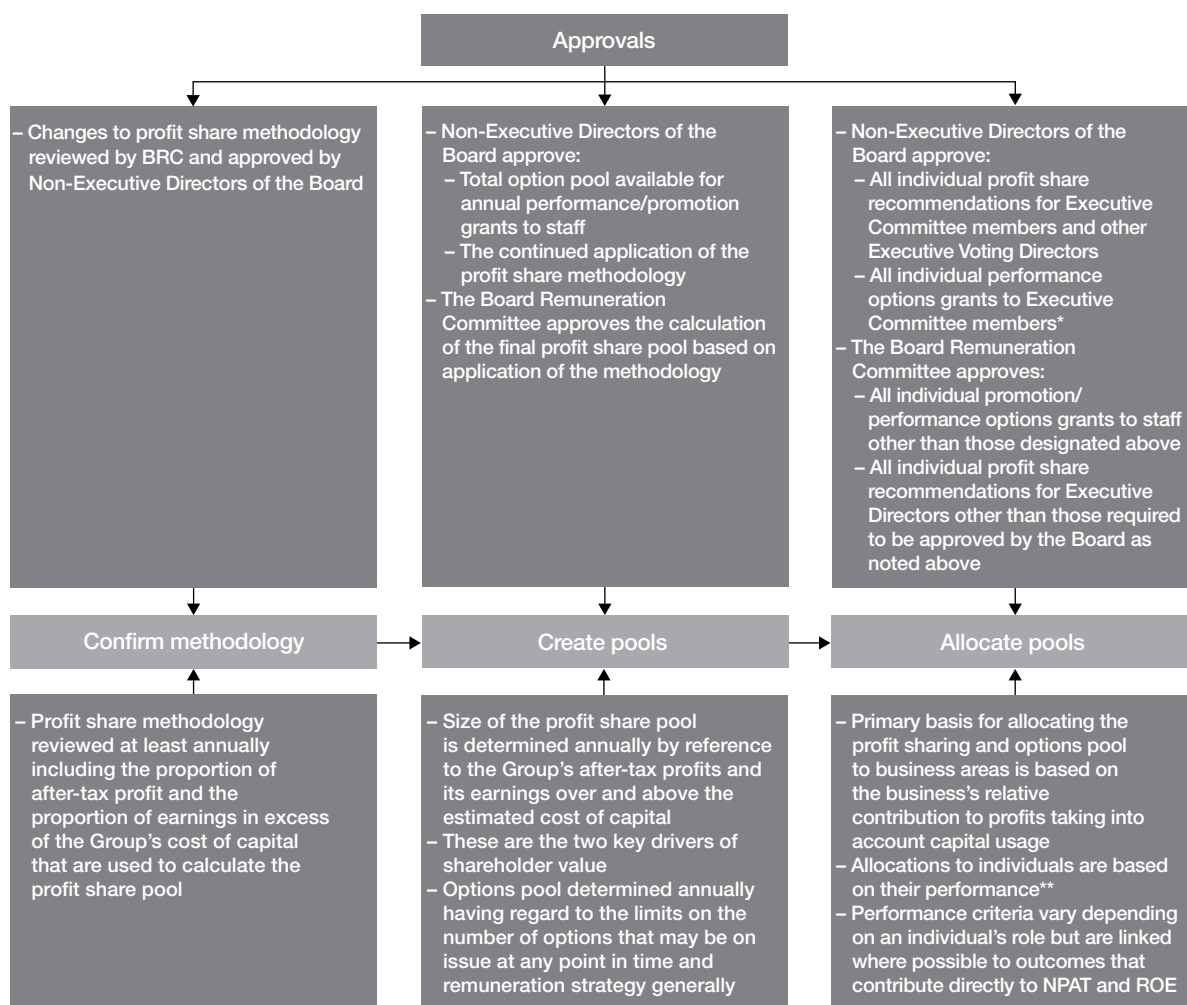 Approvals
– Changes to profit share methodology
reviewed by BRC and approved by
Non-Executive Directors of the Board
– Non-Executive Directors of the
Board approve:
– Total option pool available for
annual performance/promotion
grants to staff
– The continued application of the
profit share methodology
– The Board Remuneration
Committee approves the calculation
of the final profit share pool based on
application of the methodology
– Non-Executive Directors of the
Board approve:
– All individual profit share
recommendations for Executive
Committee members and other
Executive Voting Directors
– All individual performance
options grants to Executive
Committee members*
– The Board Remuneration
Committee approves:
– All individual promotion/
performance options grants to staff
other than those designated above
– All individual profit share
recommendations for Executive
Directors other than those required
to be approved by the Board as
noted above
Confirm methodology
Create pools
Allocate pools
– Profit share methodology
reviewed at least annually
including the proportion of
after-tax profit and the
proportion of earnings in excess
of the Group’s cost of capital
that are used to calculate the
profit share pool
– Size of the profit share pool
is determined annually by reference
to the Group’s after-tax profits and
its earnings over and above the
estimated cost of capital
– These are the two key drivers of
shareholder value
– Options pool determined annually
having regard to the limits on the
number of options that may be on
issue at any point in time and
remuneration strategy generally
– Primary basis for allocating the
profit sharing and options pool
to business areas is based on
the business’s relative
contribution to profits taking into
account capital usage
– Allocations to individuals are based
on their performance**
– Performance criteria vary depending
on an individual’s role but are linked
where possible to outcomes that
contribute directly to NPAT and ROE